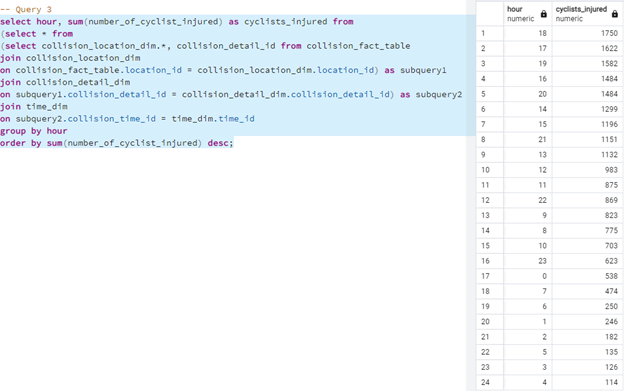 -- Query 3
select hour, sum(number_of_cyclist_injured) as cyclists_injured from
(select * from
(select collision_location_dim.*, collision_detail_id from collision_fact_table
join collision_location_dim
on collision_fact_table.location_id = collision_location_dim.location_id) as subquery1
join collision_detail_dim
on subquery1.collision_detail_id = collision_detail_dim.collision_detail_id) as subquery2
join time_dim
on subquery2.collision_time_id = time_dim.time_id
group by hour
order by sum(number_of_cyclist_injured) desc;
hour cyclists_injured
numeric numeric
1 18 1750
2 17 1622
3 19 1582
4 16 1484
5 20 1484
6 14 1299
7 15 1196
8 21 1151
9 13 1132
10 12 983
11 11 875
12 22 869
13 9 823
14 8 775
15 10 703
16 23 623
17 0 538
18 7 474
19 6 250
20 1 246
21 2 182
22 5 135
23 3 126
24 4 114